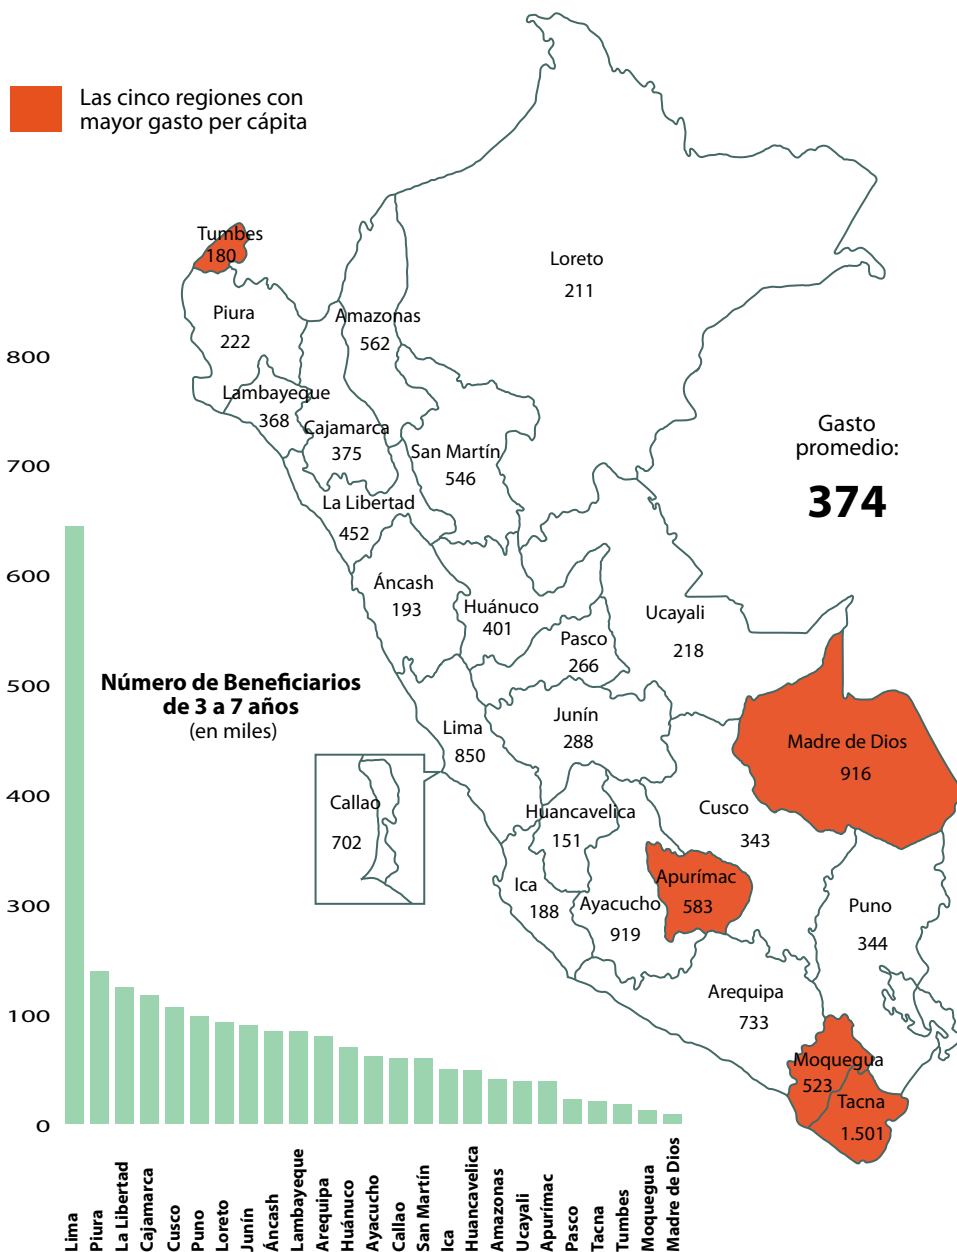 Las cinco regiones con
mayor gasto per cápita
Tumbes
180
Loreto
211
Piura
222
Amazonas
562
Lambayeque
368
Cajamarca
375
San Martín
546
Gasto
promedio:
374
La Libertad
452
Áncash
193
Huánuco
401
Pasco
266
Ucayali
218
Número de Beneficiarios
de 3 a 7 años
(en miles)
Lima
850
Junín
288
Madre de Dios
916
Callao
702
Huancavelica
151
Cusco
343
Ica
188
Ayacucho
919
Apurímac
583
Puno
344
Arequipa
733
Moquegua
523
Tacna
1.501
800
700
600
500
400
300
200
100
0
Lima
Piura
La Libertad
Cajamarca
Cusco
Puno
Loreto
Junín
Áncash
Lambayeque
Arequipa
Huánuco
Ayacucho
Callao
San Martín
Ica
Huancavelica
Amazonas
Ucayali
Apurímac
Pasco
Tacna
Tumbes
Moquegua
Madre de Dios